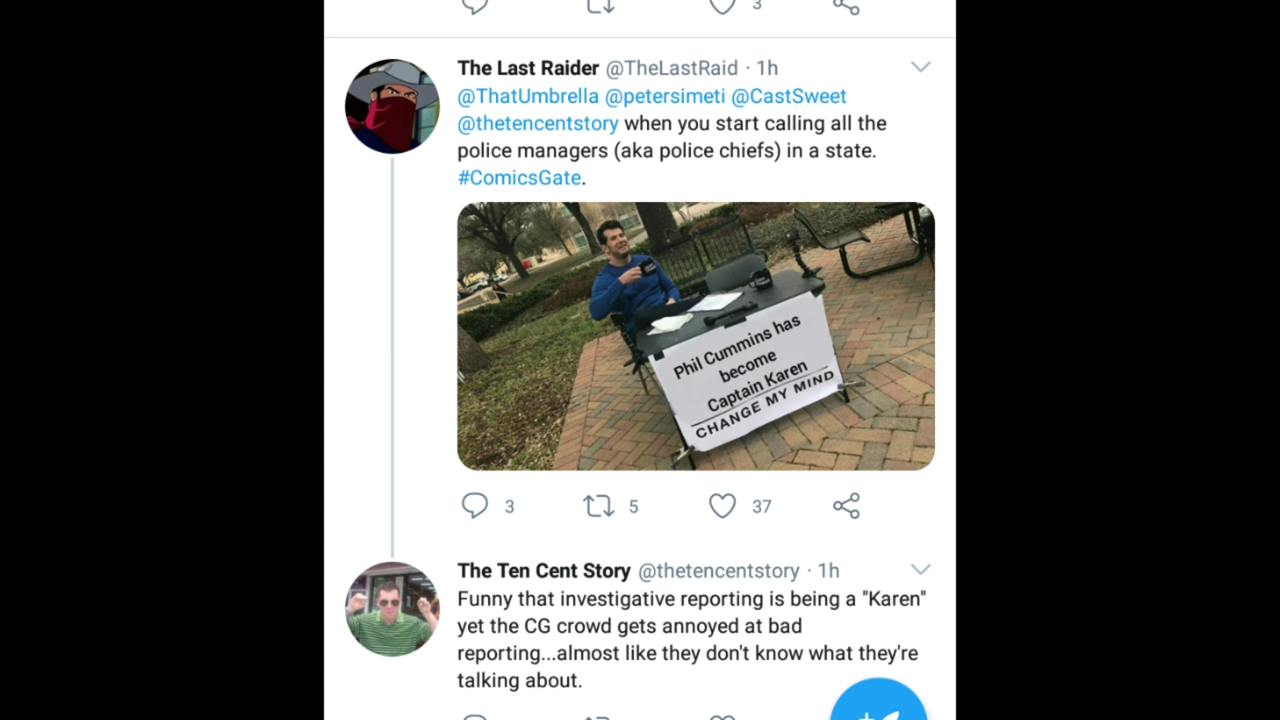 3
The Last Raider @TheLastRaid · 1h
@ThatUmbrella @petersimeti @CastSweet
@thetencentstory when you start calling all the
police managers (aka police chiefs) in a state.
#ComicsGate.
Phil Cummins has
become
Captain Karen
CHANGE MY MIND
3 5 37
The Ten Cent Story @thetencentstory · 1h
Funny that investigative reporting is being a "Karen"
yet the CG crowd gets annoyed at bad
reporting...almost like they don't know what they're
talking about.